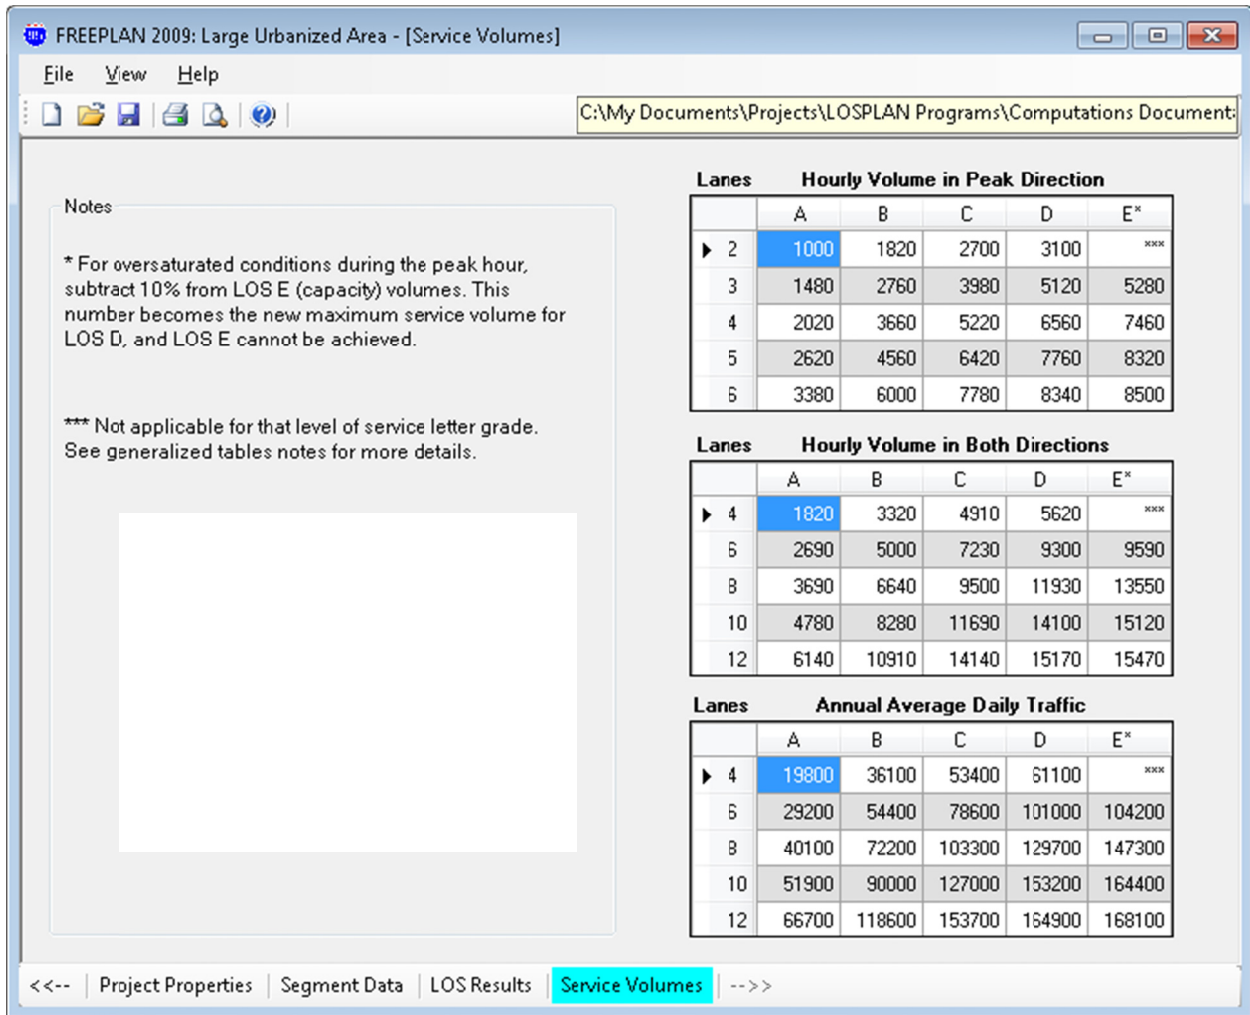 FREEPLAN 2009: Large Urbanized Area - [Service Volumes]
File View Help
C:\My Documents\Projects\LOSPLAN Programs\Computations Document
Notes
* For oversaturated conditions during the peak hour,
subtract 10% from LOS E (capacity) volumes. This
number becomes the new maximum service volume for
LOS D, and LOS E cannot be achieved.
*** Not applicable for that level of service letter grade.
See generalized tables notes for more details.
Lanes Hourly Volume in Peak Direction
A B C D E*
2 1000 1820 2700 3100 ***
3 1480 2760 3980 5120 5280
4 2020 3660 5220 6560 7460
5 2620 4560 6420 7760 8320
6 3380 6000 7780 8340 8500
Lanes Hourly Volume in Both Directions
A B C D E*
4 1820 3320 4910 5620 ***
6 2690 5000 7230 9300 9590
8 3690 6640 9500 11930 13550
10 4780 8280 11690 14100 15120
12 6140 10910 14140 15170 15470
Lanes Annual Average Daily Traffic
A B C D E*
4 19800 36100 53400 61100 ***
6 29200 54400 78600 101000 104200
8 40100 72200 103300 129700 147300
10 51900 90000 127000 153200 164400
12 66700 118600 153700 164900 168100
<<-- Project Properties Segment Data LOS Results Service Volumes -->>